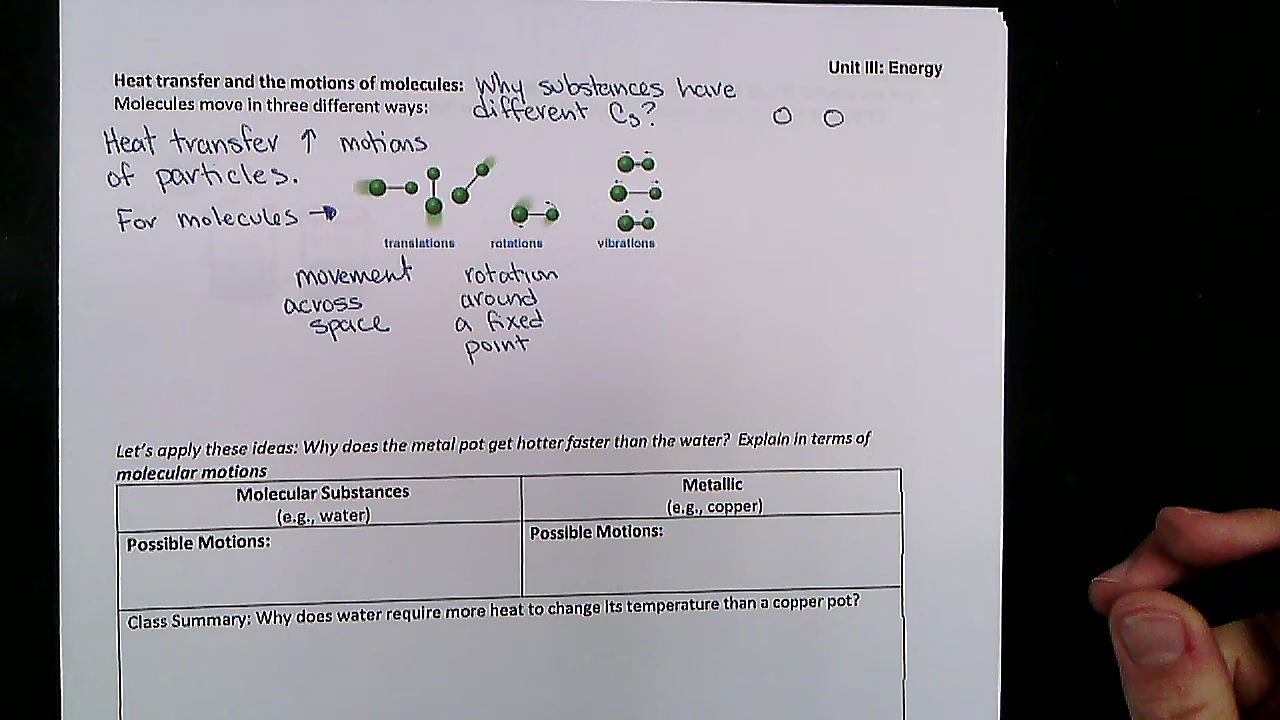 Unit III: Energy
Heat transfer and the motions of molecules: Why substances have
Molecules move in three different ways: different Cs?
Heat transfer ↑ motions
of particles.
For molecules →
translations rotations vibrations
movement
across
space
rotation
around
a fixed
point
Let's apply these ideas: Why does the metal pot get hotter faster than the water? Explain in terms of
molecular motions
Molecular Substances
(e.g., water)
Metallic
(e.g., copper)
Possible Motions:
Possible Motions:
Class Summary: Why does water require more heat to change its temperature than a copper pot?